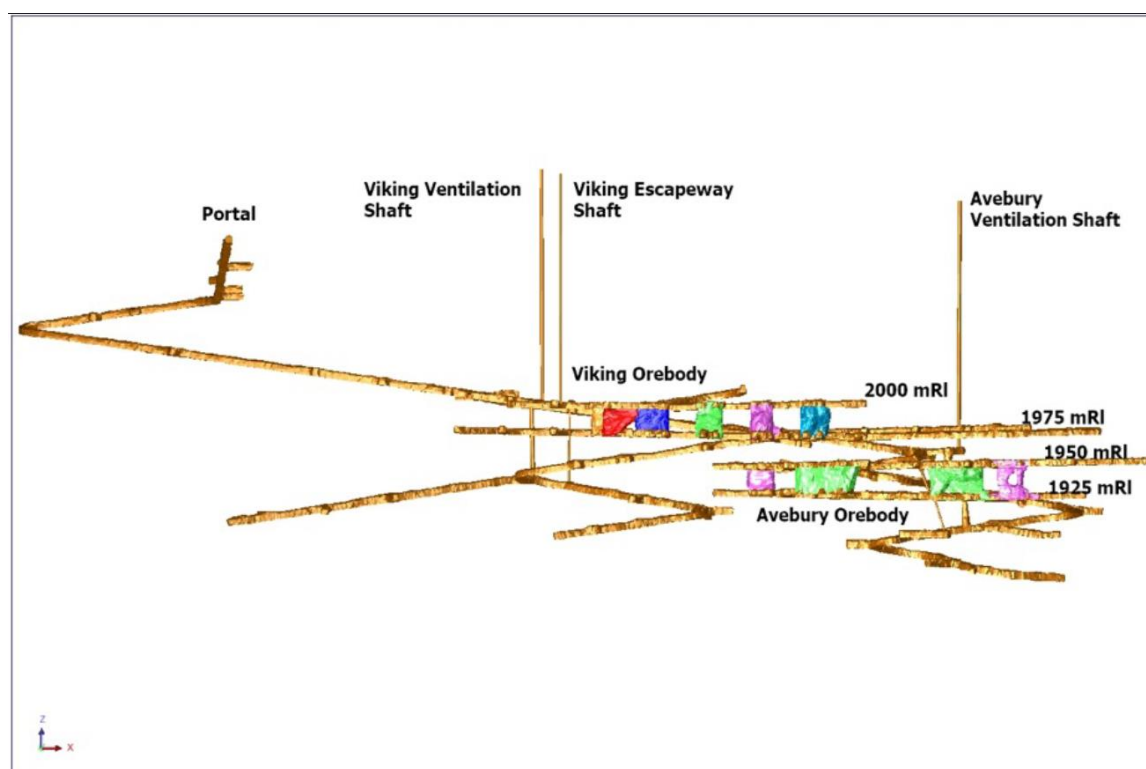 Viking Ventilation
Shaft
Viking Escapeway
Shaft
Avebury
Ventilation Shaft
Portal
Viking Orebody
2000 mRl
1975 mRl
1950 mRl
1925 mRl
Avebury Orebody
Z
X